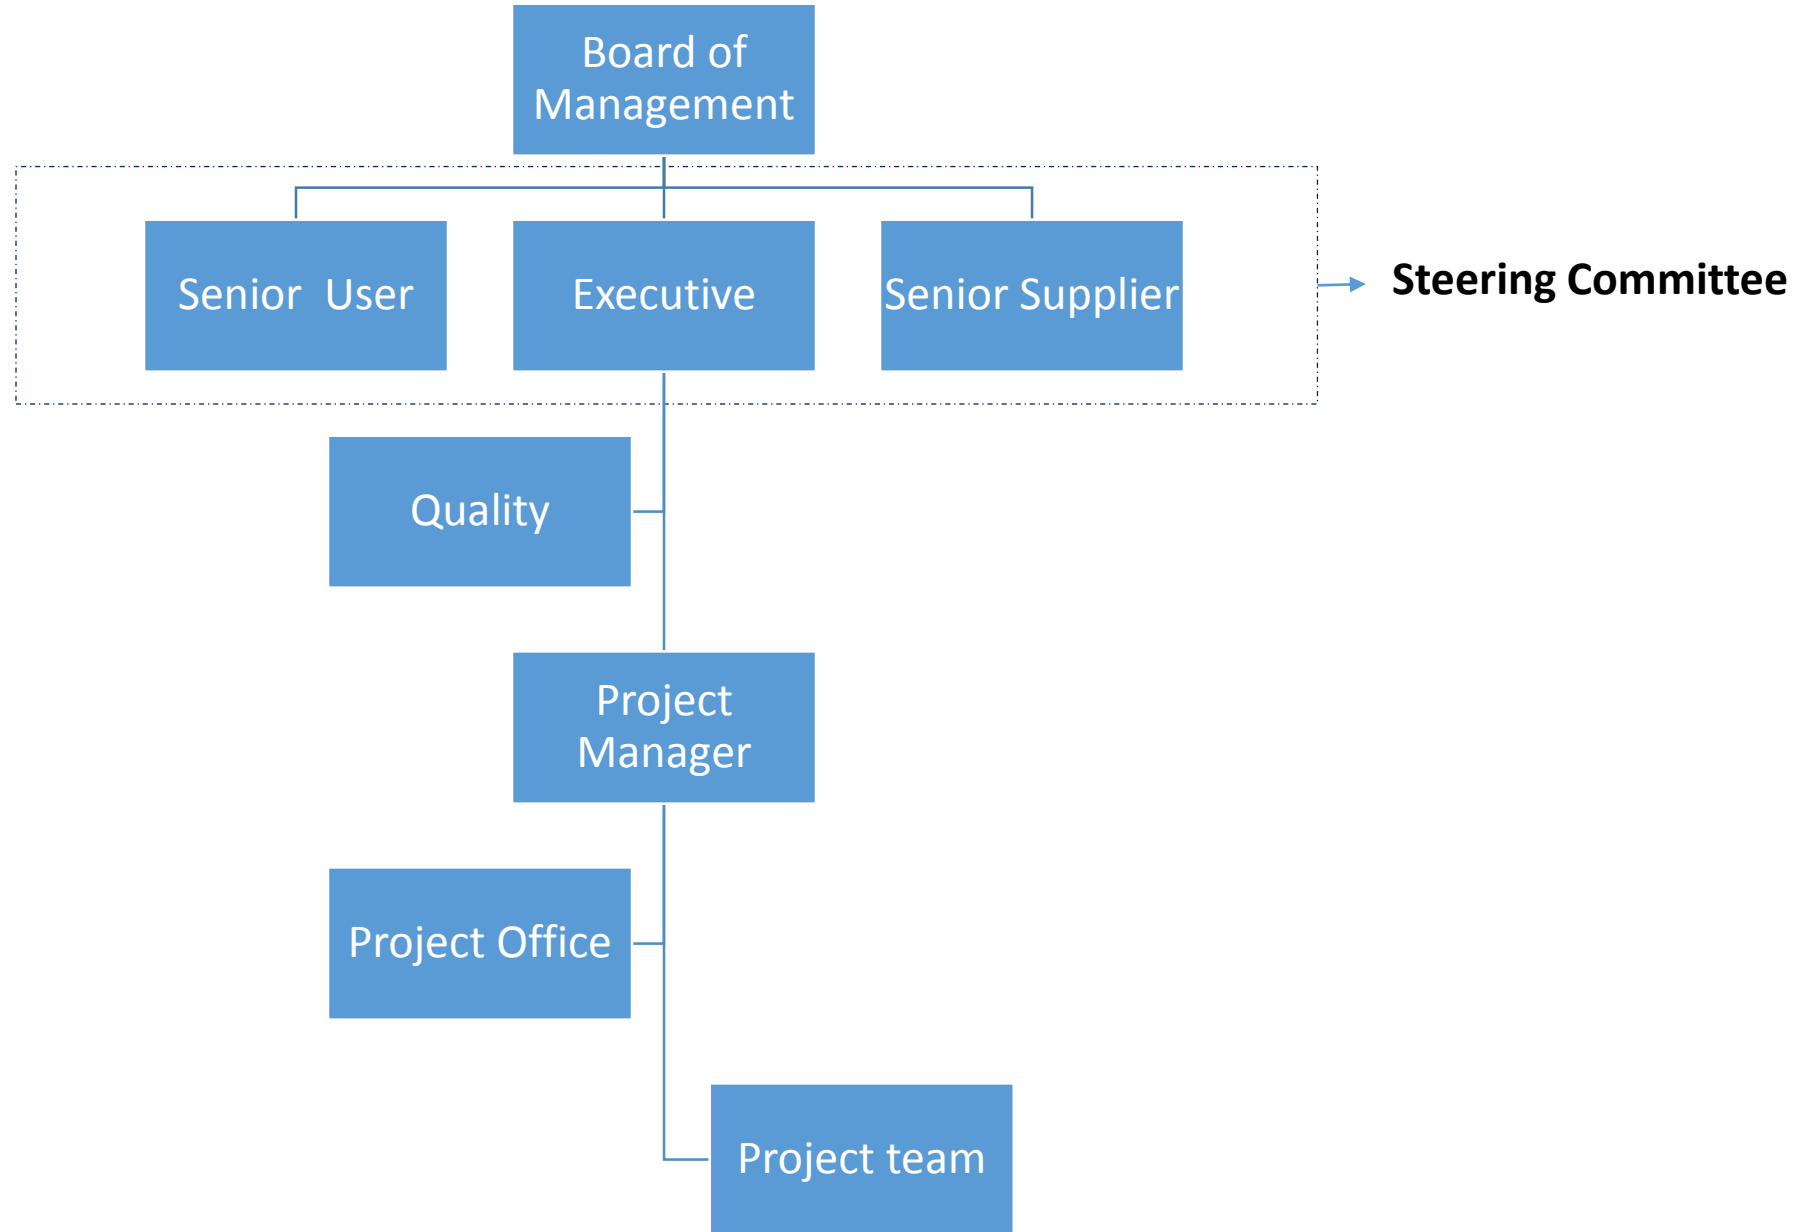 Board of
Management
Senior  User
Executive
Senior Supplier
Steering Committee
Quality
Project
Manager
Project Office
Project team